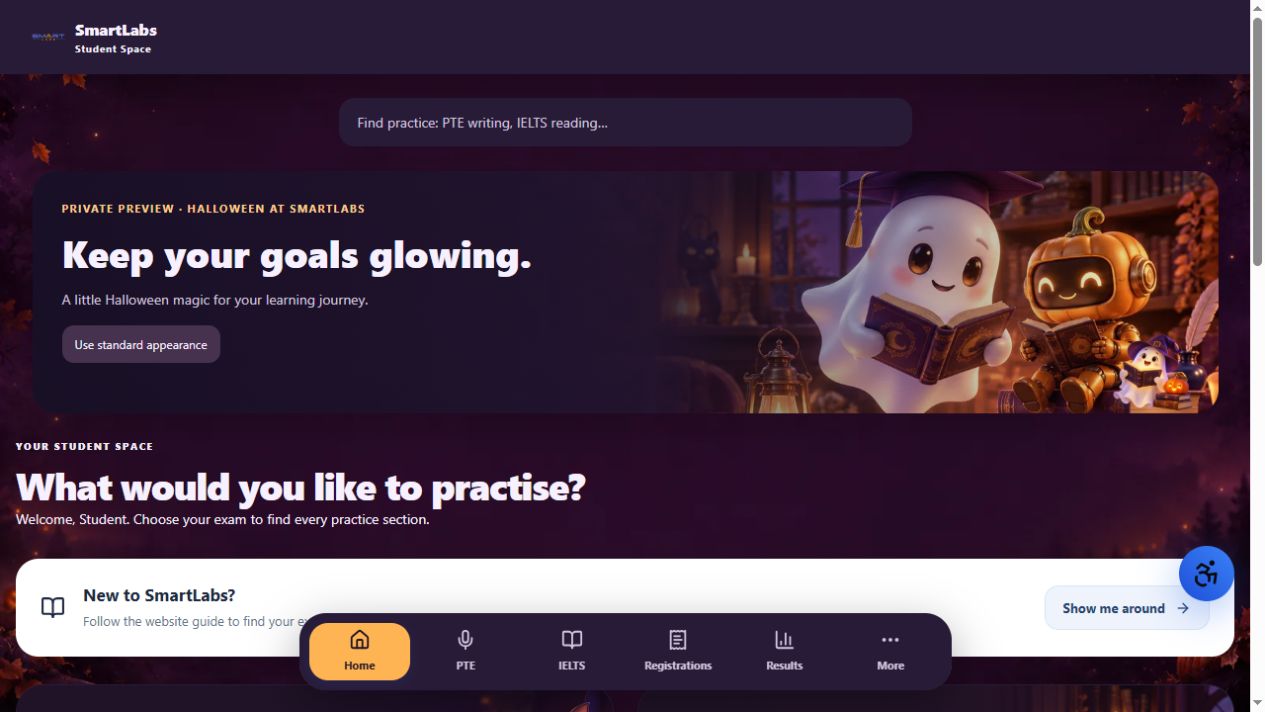 SMART
SmartLabs
Student Space
Find practice: PTE writing, IELTS reading...
PRIVATE PREVIEW · HALLOWEEN AT SMARTLABS
Keep your goals glowing.
A little Halloween magic for your learning journey.
Use standard appearance
YOUR STUDENT SPACE
What would you like to practise?
Welcome, Student. Choose your exam to find every practice section.
New to SmartLabs?
Follow the website guide to find your
Show me around
Home
PTE
IELTS
Registrations
Results
More